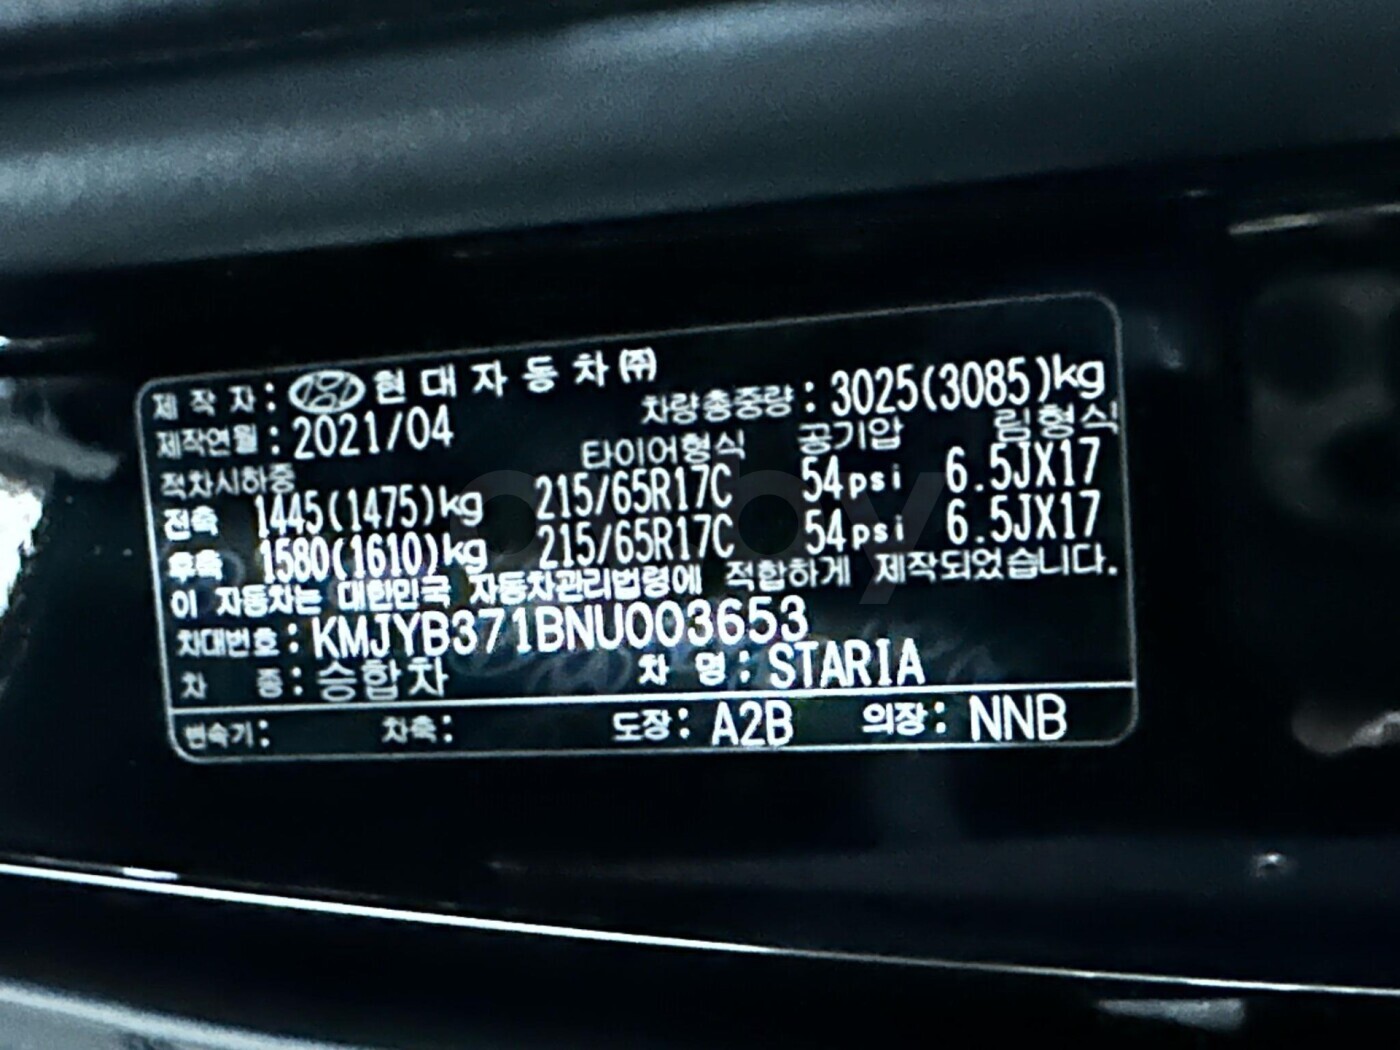 제작자: 현대자동차㈜
제작연월: 2021/04 차량총중량: 3025(3085)kg
적차시하중 타이어형식 공기압 림형식
전축 1445(1475)kg 215/65R17C 54psi 6.5JX17
후축 1580(1610)kg 215/65R17C 54psi 6.5JX17
이 자동차는 대한민국 자동차관리법령에 적합하게 제작되었습니다.
차대번호: KMJYB371BNU003653
차 종: 승합차 차 명: STARIA
변속기: 차축: 도장: A2B 의장: NNB